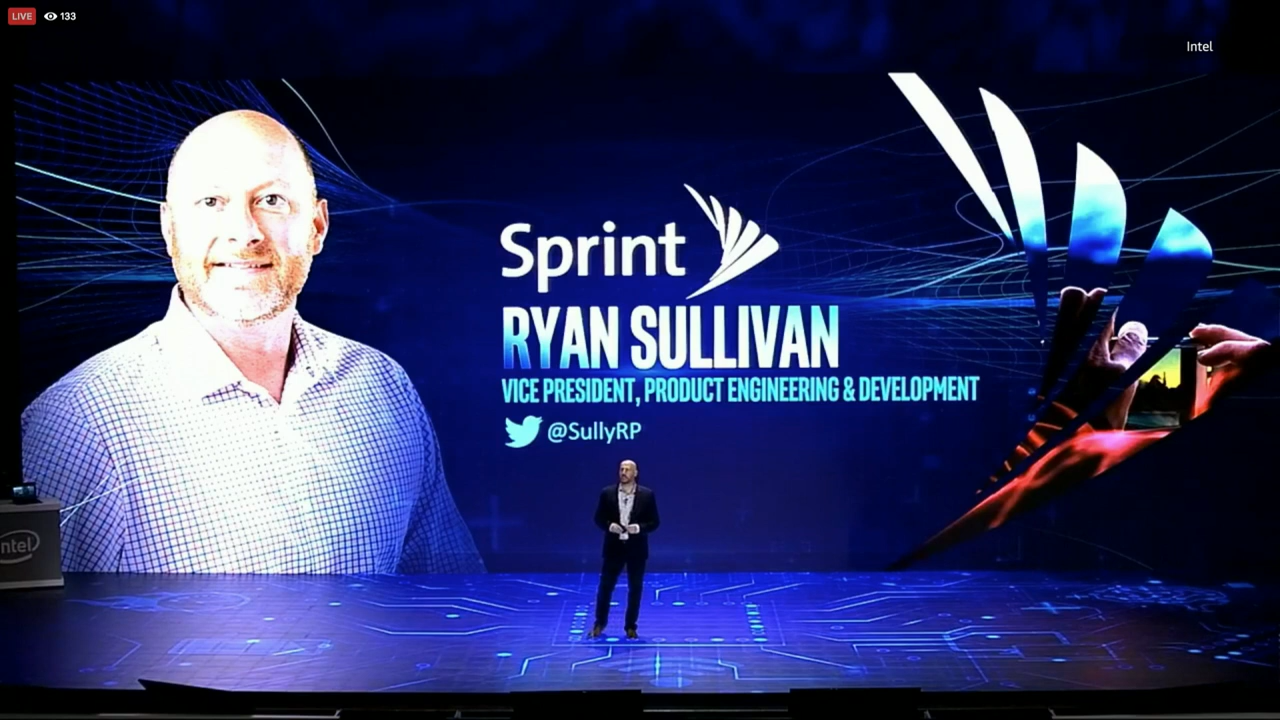 LIVE 133
Intel
Sprint
RYAN SULLIVAN
VICE PRESIDENT, PRODUCT ENGINEERING & DEVELOPMENT
@SullyRP
intel